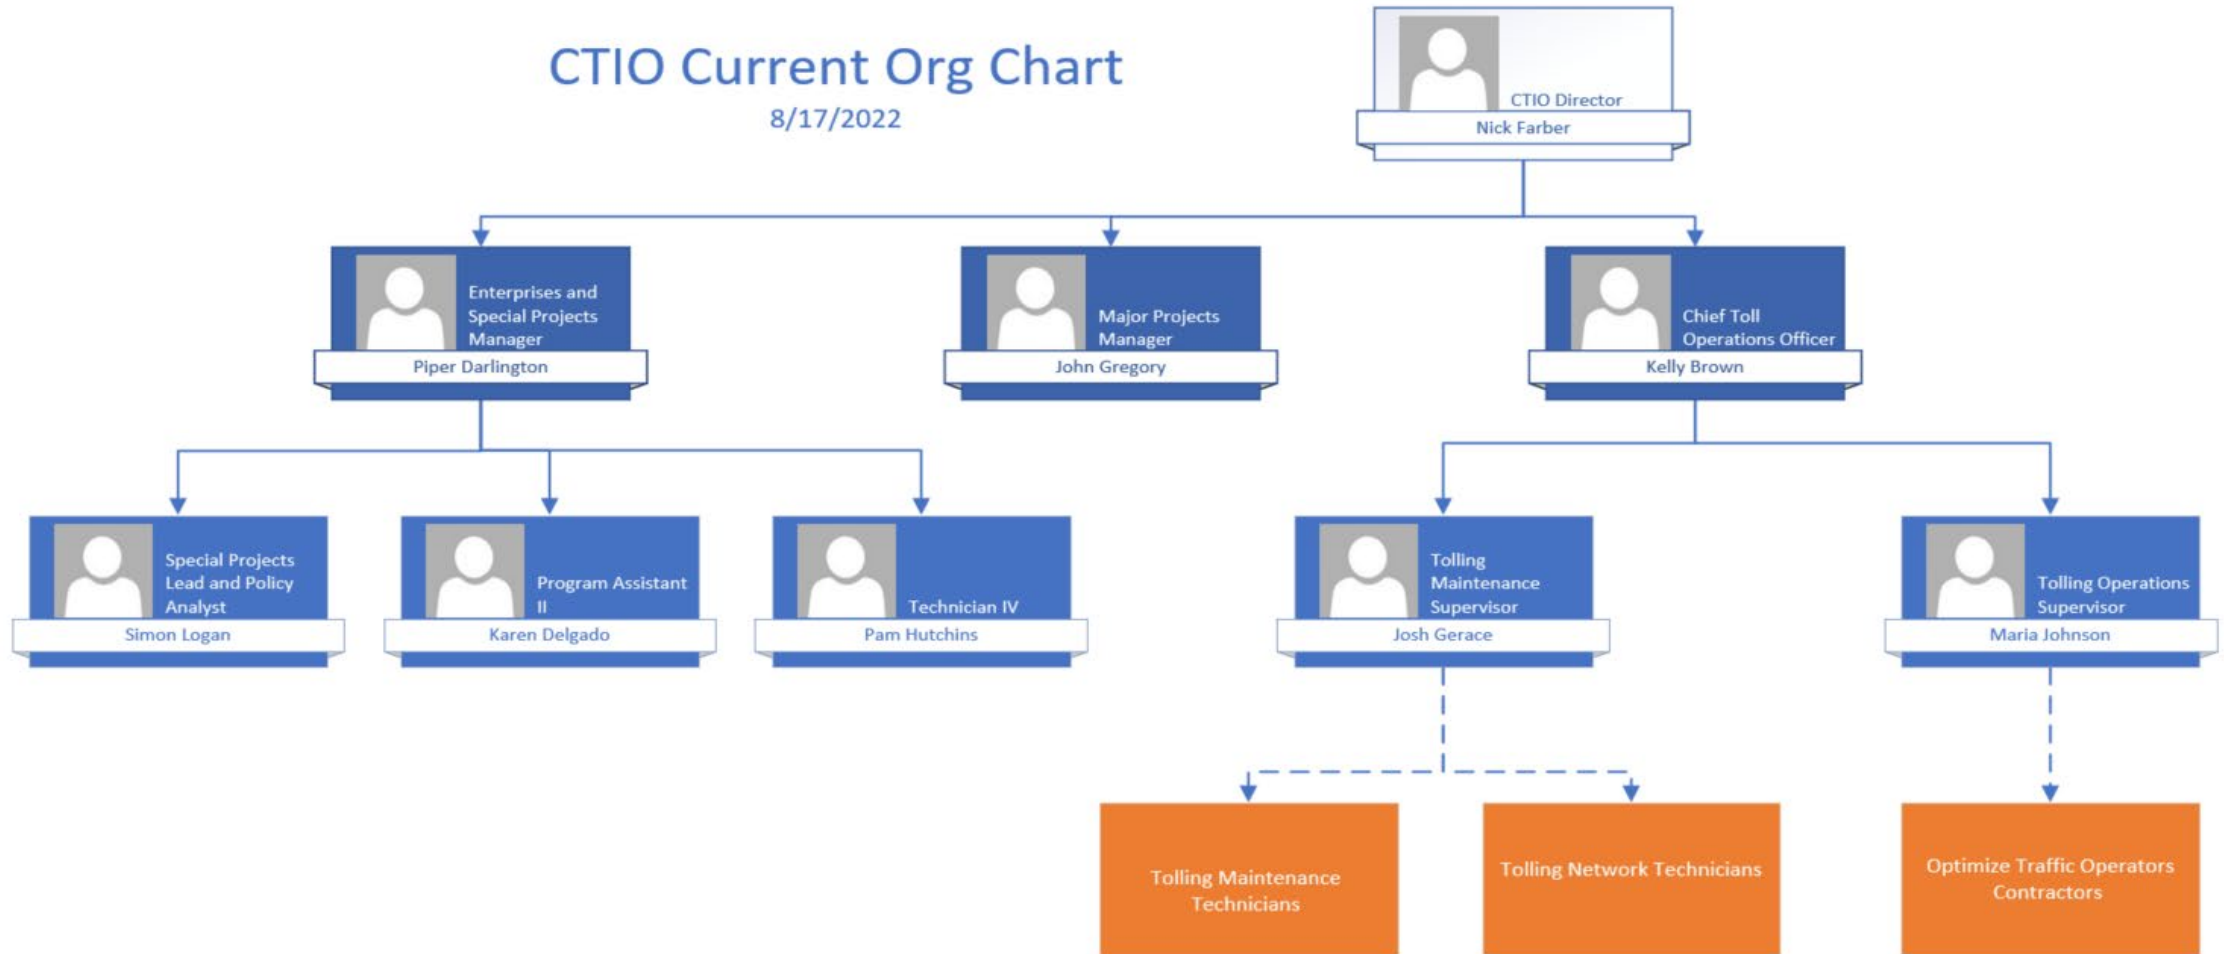 CTIO Current Org Chart
8/17/2022
CTIO Director
Nick Farber
Enterprises and
Special Projects
Manager
Piper Darlington
Major Projects
Manager
John Gregory
Chief Toll
Operations Officer
Kelly Brown
Special Projects
Lead and Policy
Analyst
Simon Logan
Program Assistant
II
Karen Delgado
Technician IV
Pam Hutchins
Tolling
Maintenance
Supervisor
Josh Gerace
Tolling Operations
Supervisor
Maria Johnson
Tolling Maintenance
Technicians
Tolling Network Technicians
Optimize Traffic Operators
Contractors